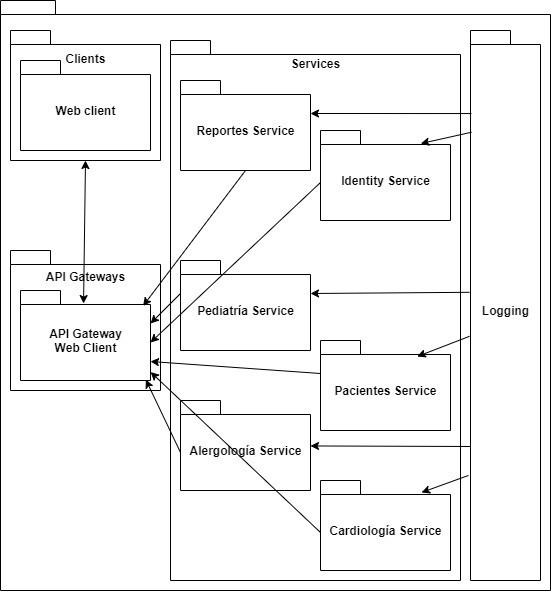 Clients
Web client
Services
Reportes Service
Identity Service
API Gateways
API Gateway
Web Client
Pediatría Service
Logging
Pacientes Service
Alergología Service
Cardiología Service